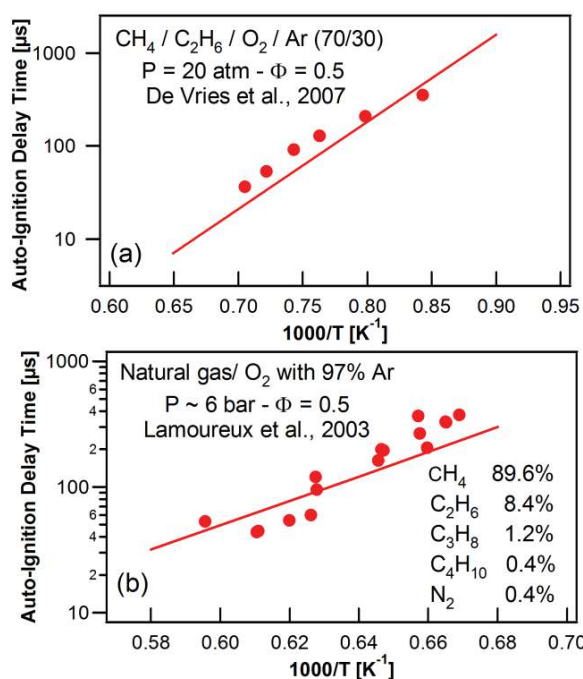 Auto-Ignition Delay Time [µs]
1000
100
10
CH4 / C2H6 / O2 / Ar (70/30)
P = 20 atm - Φ = 0.5
De Vries et al., 2007
(a)
0.60 0.65 0.70 0.75 0.80 0.85 0.90 0.95
1000/T [K-1]
Auto-Ignition Delay Time [µs]
1000
4
2
100
6
4
2
10
Natural gas/ O2 with 97% Ar
P ~ 6 bar - Φ = 0.5
Lamoureux et al., 2003
CH4 89.6%
C2H6 8.4%
C3H8 1.2%
C4H10 0.4%
N2 0.4%
(b)
0.58 0.60 0.62 0.64 0.66 0.68 0.70
1000/T [K-1]